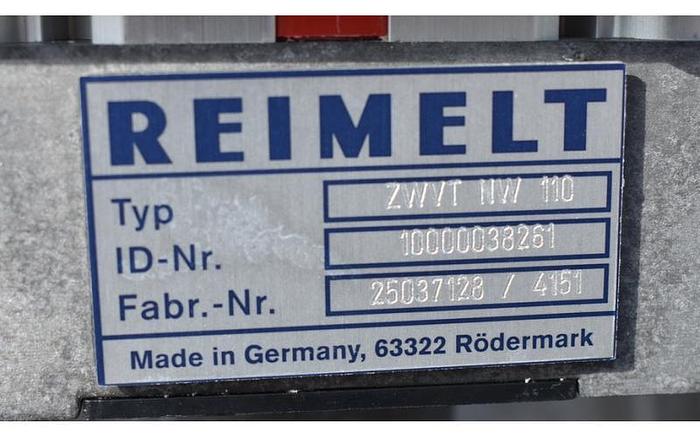 REIMELT
Typ ZWVT NW 110
ID-Nr. 10000038261
Fabr.-Nr. 25037128 / 4151
Made in Germany, 63322 Rödermark